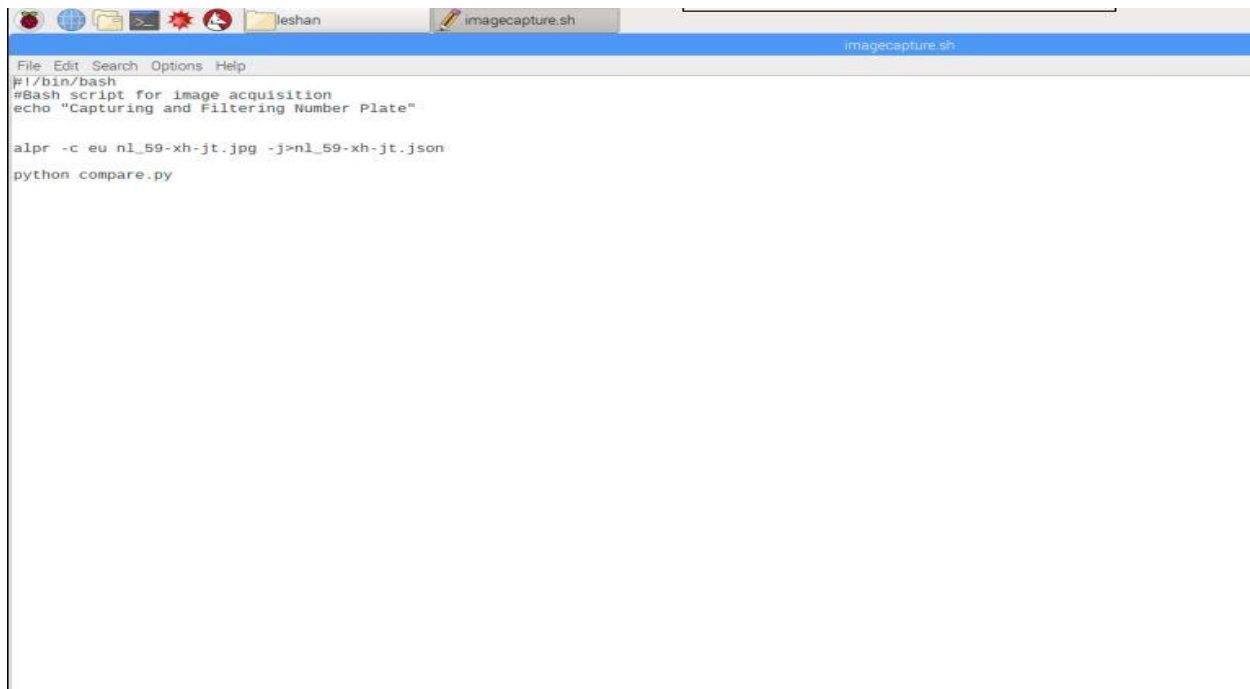 leshan
imagecapture.sh
imagecapture.sh
File Edit Search Options Help
#!/bin/bash
#Bash script for image acquisition
echo "Capturing and Filtering Number Plate"
alpr -c eu nl_59-xh-jt.jpg -j>nl_59-xh-jt.json
python compare.py